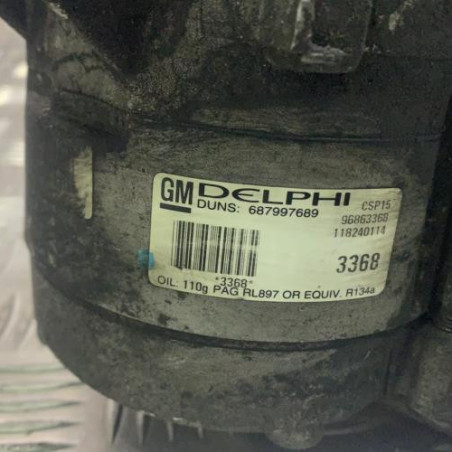 GM DELPHI
DUNS: 687997689
CSP15
96863368
118240114
3368
*3368*
OIL: 110g PAG RL897 OR EQUIV. R134a